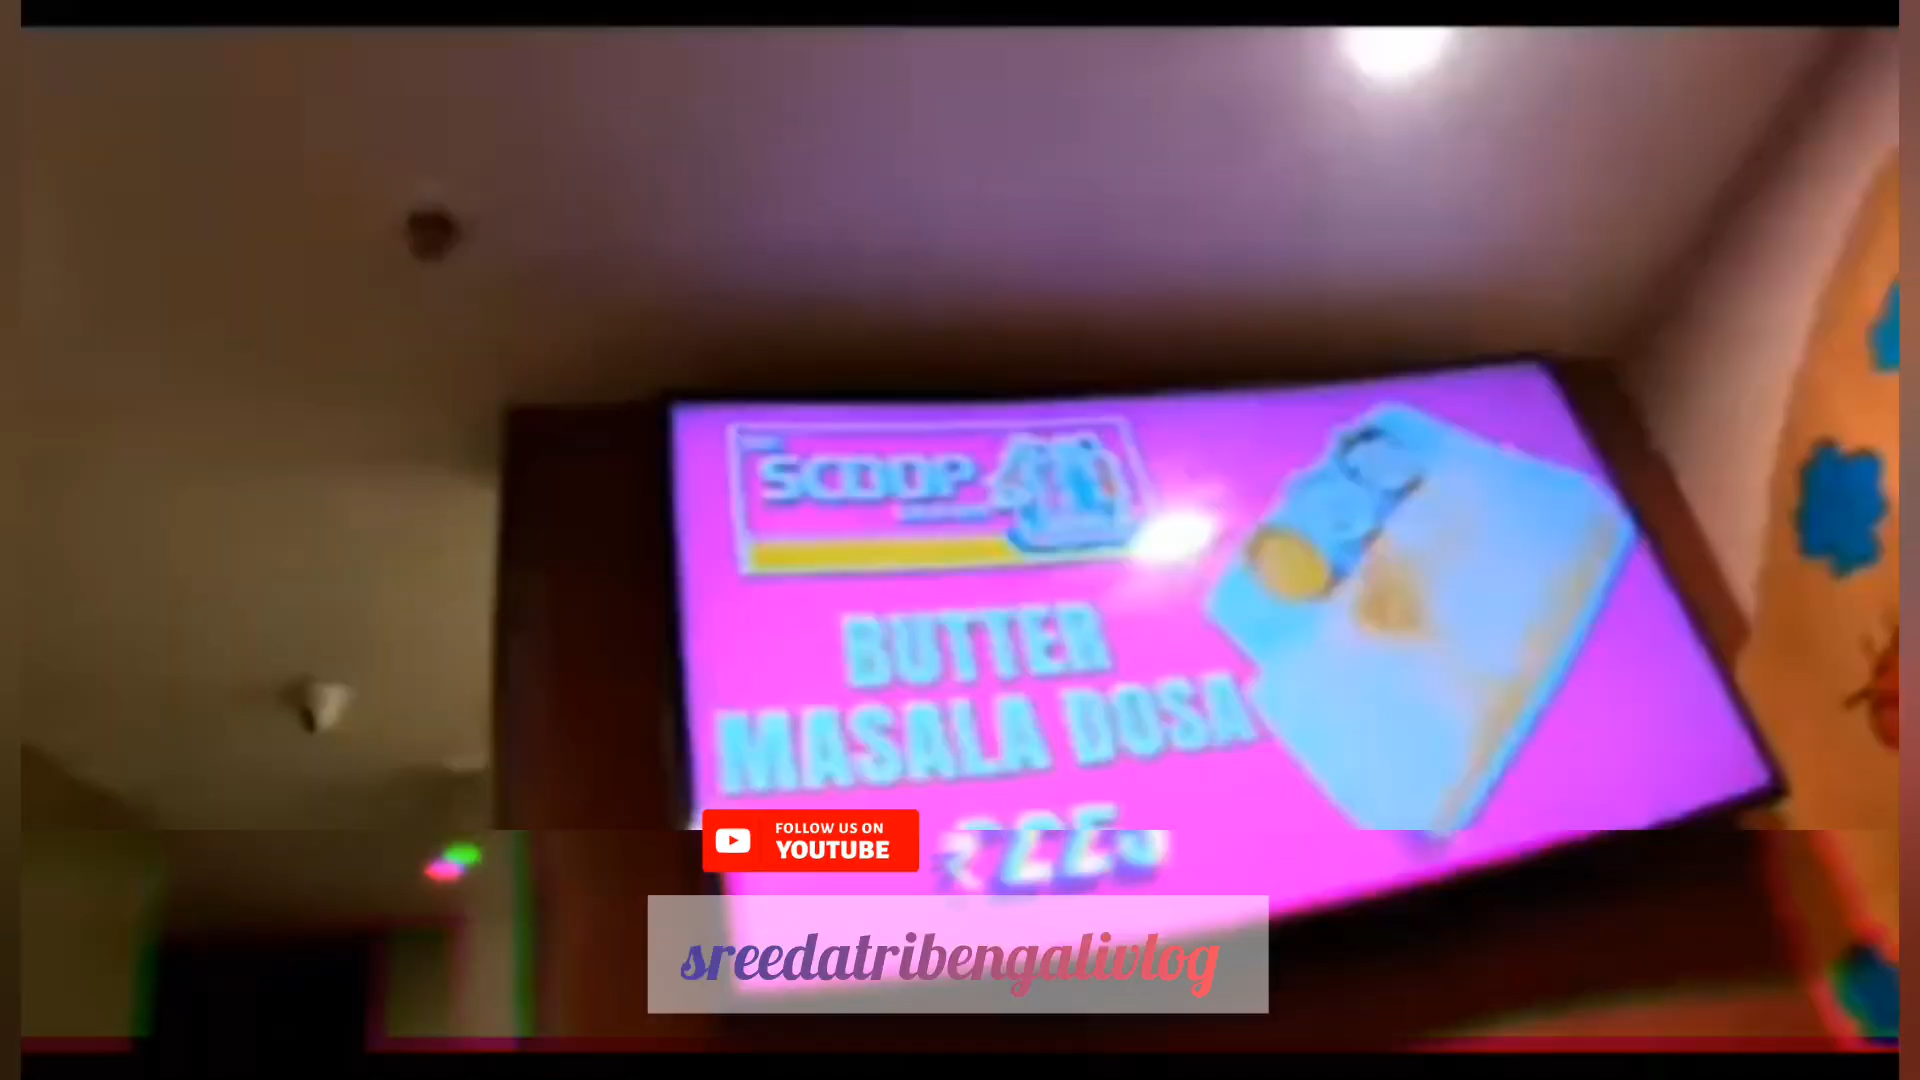 SCOOP
BUTTER
MASALA DOSA
FOLLOW US ON
YOUTUBE
sreedatribengalivlog